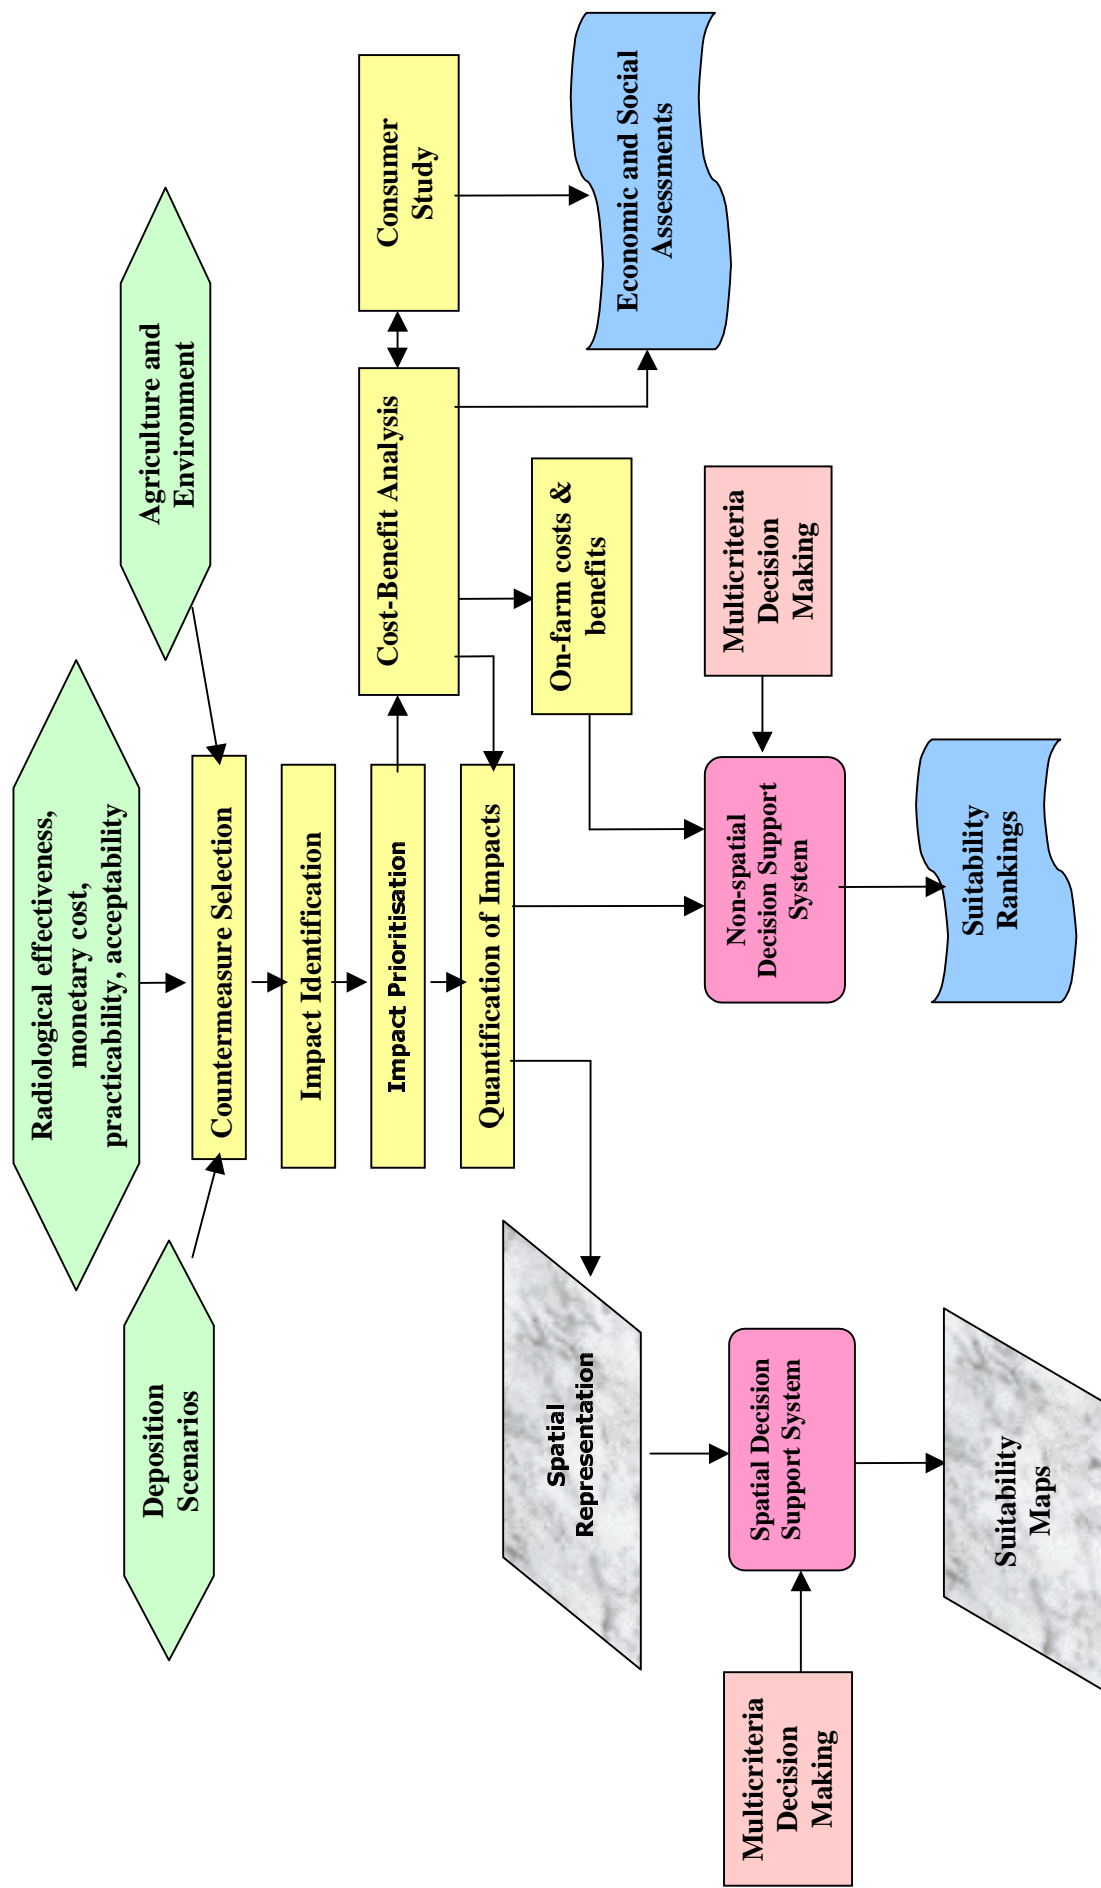 Radiological effectiveness,
monetary cost,
practicability, acceptability
Deposition
Scenarios
Agriculture and
Environment
Countermeasure Selection
Impact Identification
Impact Prioritisation
Quantification of Impacts
Cost-Benefit Analysis
Consumer
Study
On-farm costs &
benefits
Economic and Social
Assessments
Spatial
Representation
Multicriteria
Decision
Making
Spatial Decision
Support System
Non-spatial
Decision Support
System
Multicriteria
Decision
Making
Suitability
Maps
Suitability
Rankings